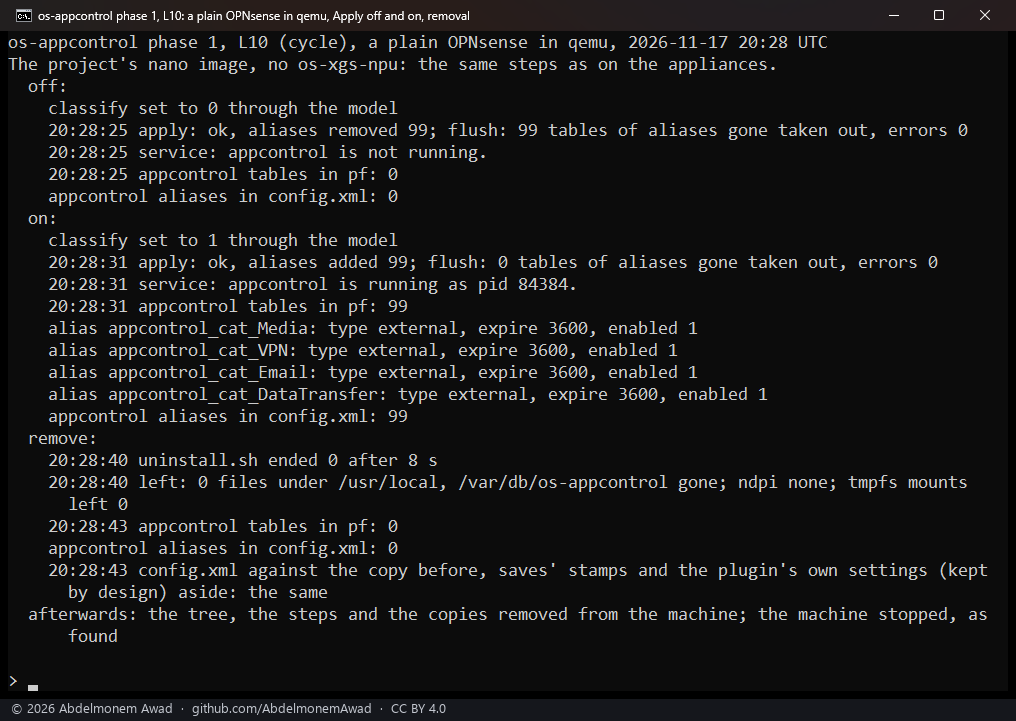 os-appcontrol phase 1, L10: a plain OPNsense in qemu, Apply off and on, removal
os-appcontrol phase 1, L10 (cycle), a plain OPNsense in qemu, 2026-11-17 20:28 UTC
The project's nano image, no os-xgs-npu: the same steps as on the appliances.
off:
classify set to 0 through the model
20:28:25 apply: ok, aliases removed 99; flush: 99 tables of aliases gone taken out, errors 0
20:28:25 service: appcontrol is not running.
20:28:25 appcontrol tables in pf: 0
appcontrol aliases in config.xml: 0
on:
classify set to 1 through the model
20:28:31 apply: ok, aliases added 99; flush: 0 tables of aliases gone taken out, errors 0
20:28:31 service: appcontrol is running as pid 84384.
20:28:31 appcontrol tables in pf: 99
alias appcontrol_cat_Media: type external, expire 3600, enabled 1
alias appcontrol_cat_VPN: type external, expire 3600, enabled 1
alias appcontrol_cat_Email: type external, expire 3600, enabled 1
alias appcontrol_cat_DataTransfer: type external, expire 3600, enabled 1
appcontrol aliases in config.xml: 99
remove:
20:28:40 uninstall.sh ended 0 after 8 s
20:28:40 left: 0 files under /usr/local, /var/db/os-appcontrol gone; ndpi none; tmpfs mounts
left 0
20:28:43 appcontrol tables in pf: 0
appcontrol aliases in config.xml: 0
20:28:43 config.xml against the copy before, saves' stamps and the plugin's own settings (kept
by design) aside: the same
afterwards: the tree, the steps and the copies removed from the machine; the machine stopped, as
found
>
© 2026 Abdelmonem Awad · github.com/AbdelmonemAwad · CC BY 4.0